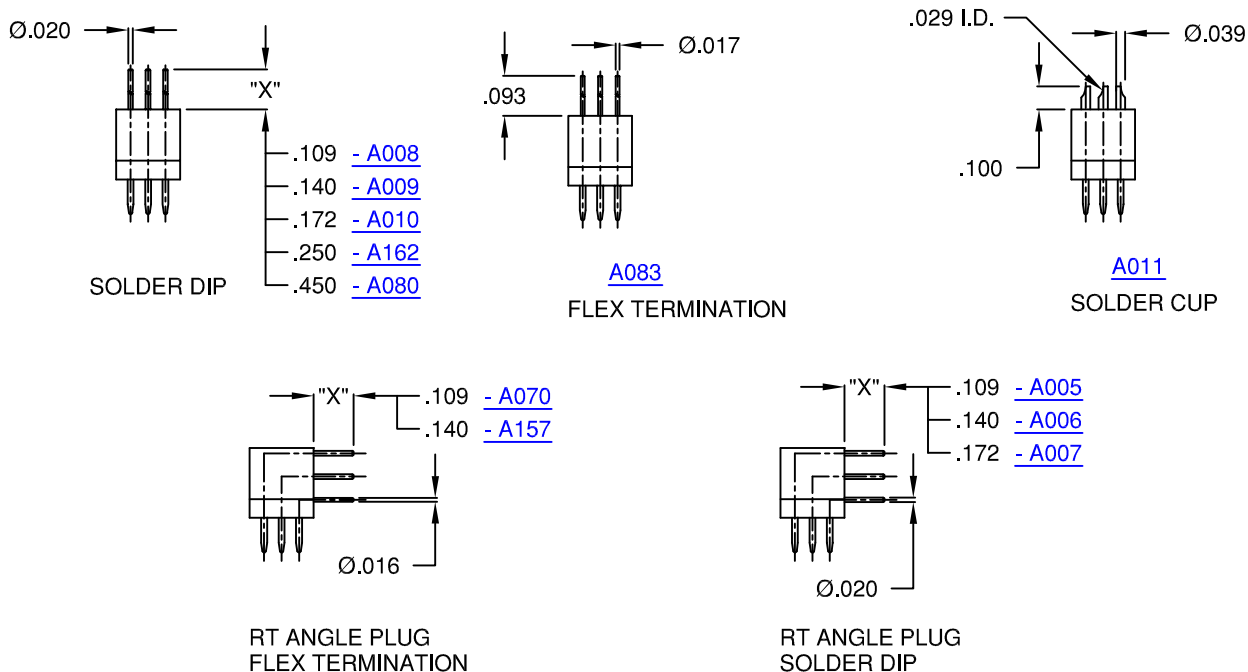 Ø.020
"X"
.109 - A008
.140 - A009
.172 - A010
.250 - A162
.450 - A080
SOLDER DIP
Ø.017
.093
A083
FLEX TERMINATION
.029 I.D.
Ø.039
.100
A011
SOLDER CUP
"X"
.109 - A070
.140 - A157
Ø.016
RT ANGLE PLUG
FLEX TERMINATION
"X"
.109 - A005
.140 - A006
.172 - A007
Ø.020
RT ANGLE PLUG
SOLDER DIP